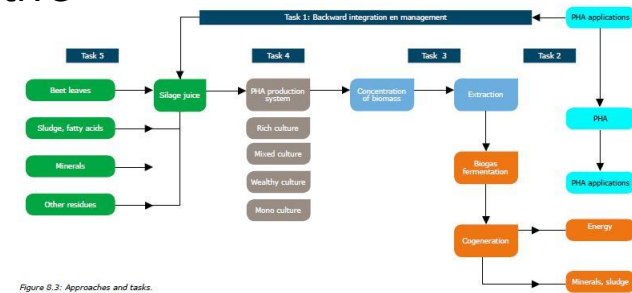 Task 1: Backward integration en management
PHA applications
Task 5
Task 4
Task 3
Task 2
Beet leaves
Silage juice
PHA production
system
Concentration
of biomass
Extraction
Sludge, fatty acids
Rich culture
PHA
Minerals
Mixed culture
Biogas
fermentation
Wealthy culture
PHA applications
Other residues
Mono culture
Cogeneration
Energy
Minerals, sludge
Figure 8.3: Approaches and tasks.